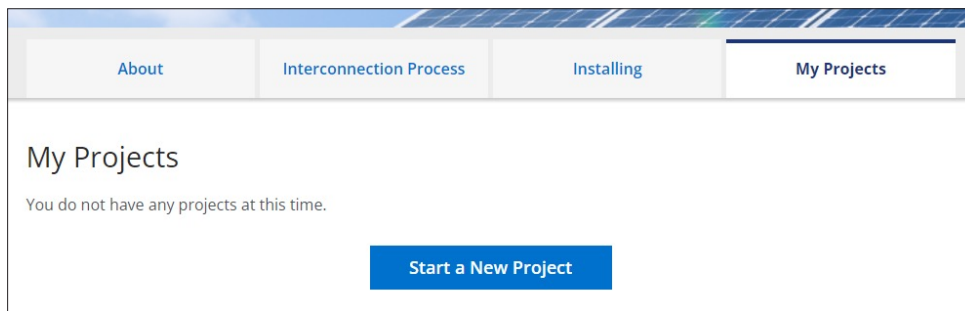 About
Interconnection Process
Installing
My Projects
My Projects
You do not have any projects at this time.
Start a New Project